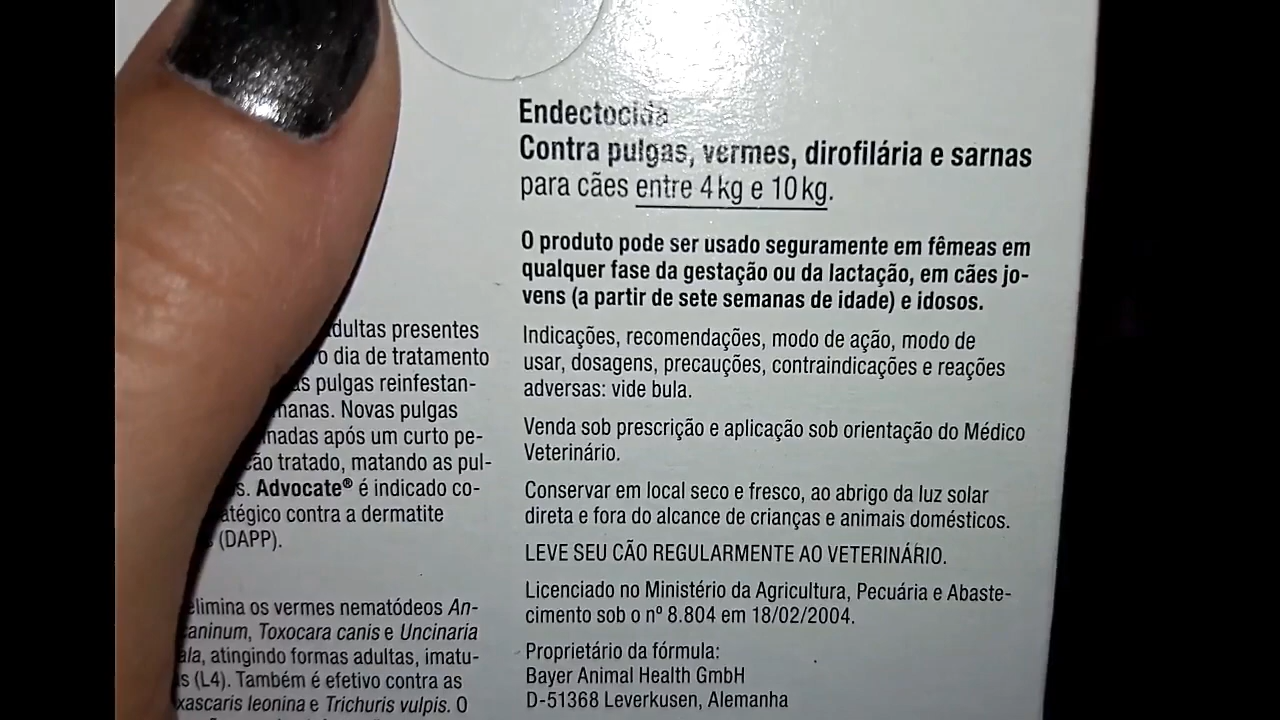 adultas presentes
dia de tratamento
pulgas reinfestan-
Novas pulgas
após um curto pe-
tratado, matando as pul-
Advocate® é indicado co-
contra a dermatite
(DAPP).
elimina os vermes nematódeos An-
caninum, Toxocara canis e Uncinaria
atingindo formas adultas, imatu-
(L4). Também é efetivo contra as
leonina e Trichuris vulpis. O
Endectocida
Contra pulgas, vermes, dirofilária e sarnas
para cães entre 4 kg e 10 kg.
O produto pode ser usado seguramente em fêmeas em
qualquer fase da gestação ou da lactação, em cães jo-
vens (a partir de sete semanas de idade) e idosos.
Indicações, recomendações, modo de ação, modo de
usar, dosagens, precauções, contraindicações e reações
adversas: vide bula.
Venda sob prescrição e aplicação sob orientação do Médico
Veterinário.
Conservar em local seco e fresco, ao abrigo da luz solar
direta e fora do alcance de crianças e animais domésticos.
LEVE SEU CÃO REGULARMENTE AO VETERINÁRIO.
Licenciado no Ministério da Agricultura, Pecuária e Abaste-
cimento sob o nº 8.804 em 18/02/2004.
Proprietário da fórmula:
Bayer Animal Health GmbH
D-51368 Leverkusen, Alemanha